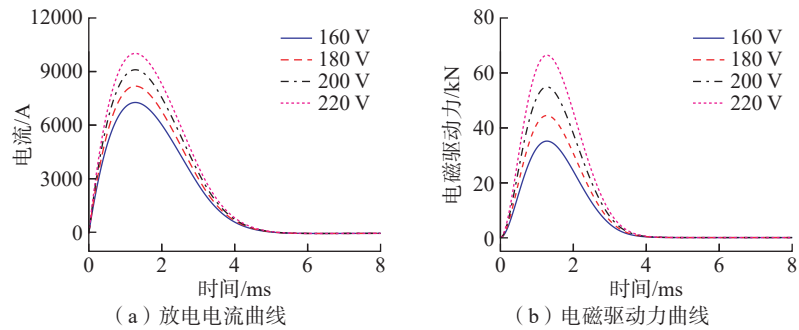 12000
9000
6000
3000
0
电流/A
160 V
180 V
200 V
220 V
0 2 4 6 8
时间/ms
(a)放电电流曲线
80
60
40
20
0
电磁驱动力/kN
160 V
180 V
200 V
220 V
0 2 4 6 8
时间/ms
(b)电磁驱动力曲线